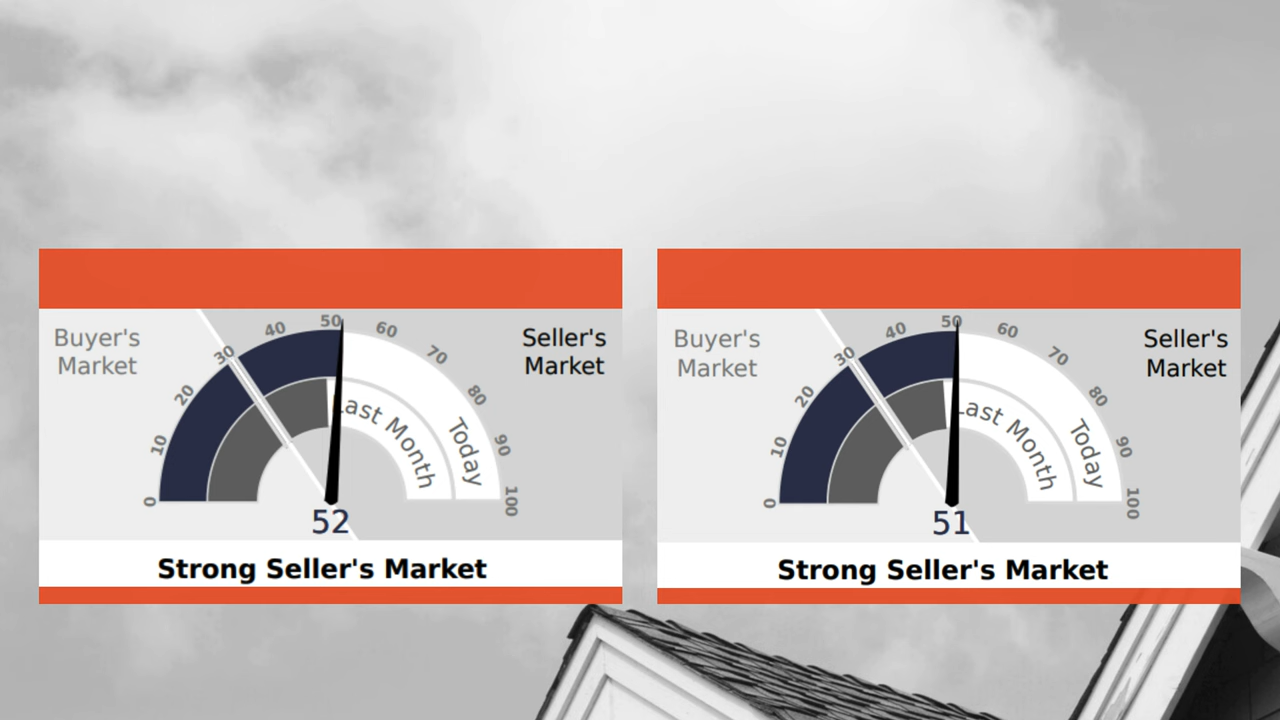 Buyer's
Market
Seller's
Market
0
10
20
30
40
50
60
70
80
90
100
Last Month
Today
52
Strong Seller's Market
Buyer's
Market
Seller's
Market
0
10
20
30
40
50
60
70
80
90
100
Last Month
Today
51
Strong Seller's Market